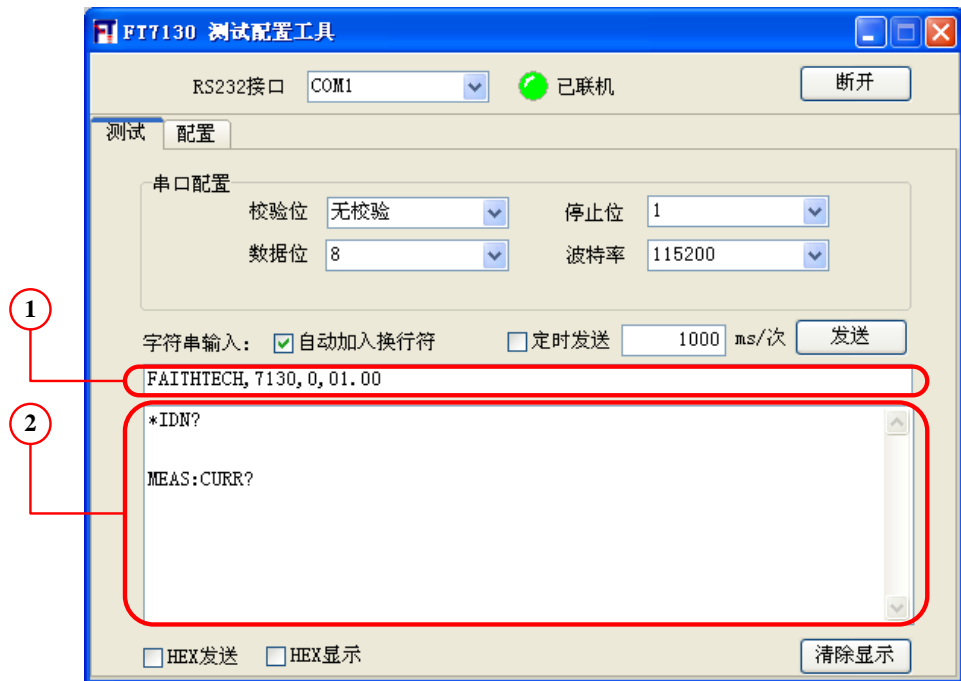 FT7130 测试配置工具
RS232接口 COM1 已联机 断开
测试 配置
串口配置
校验位 无校验 停止位 1
数据位 8 波特率 115200
1
字符串输入: 自动加入换行符 定时发送 1000 ms/次 发送
FAITHTECH,7130,0,01.00
2
*IDN?
MEAS:CURR?
HEX发送 HEX显示 清除显示